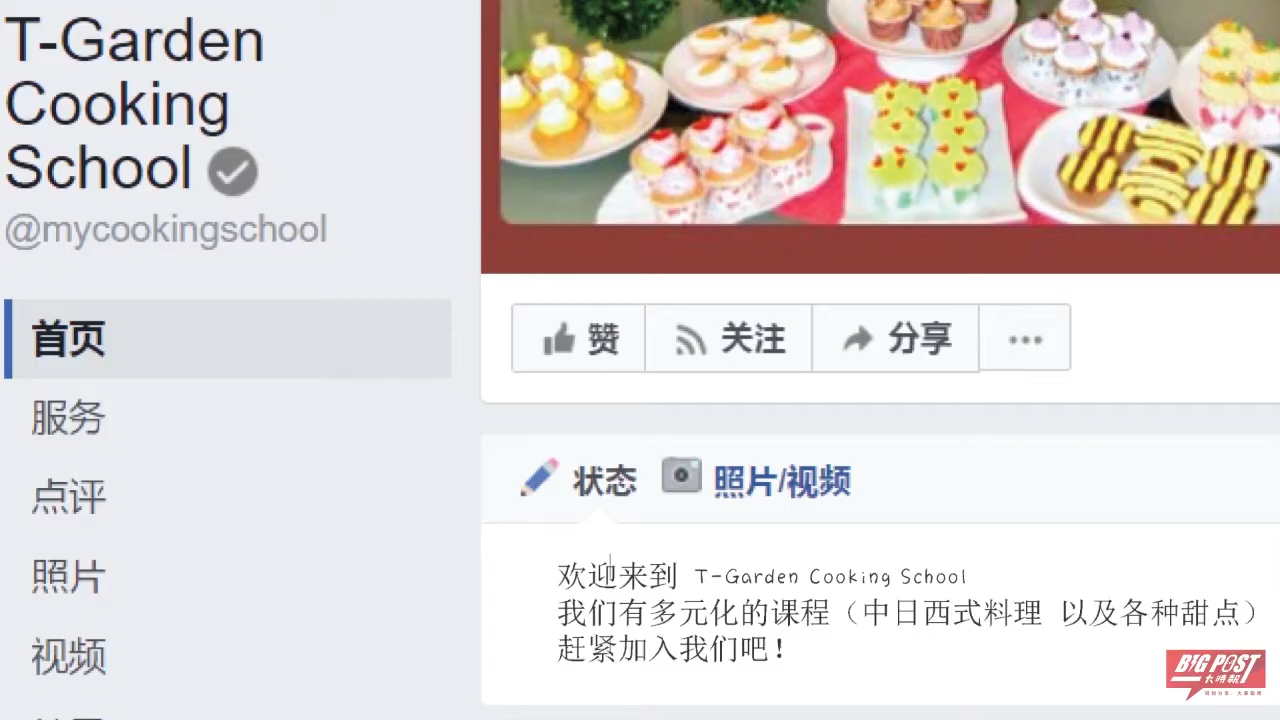 T-Garden
Cooking
School
@mycookingschool
首页
服务
点评
照片
视频
赞
关注
分享
状态
照片/视频
欢迎来到 T-Garden Cooking School
我们有多元化的课程（中日西式料理 以及各种甜点）
赶紧加入我们吧！
BIG POST
大時報